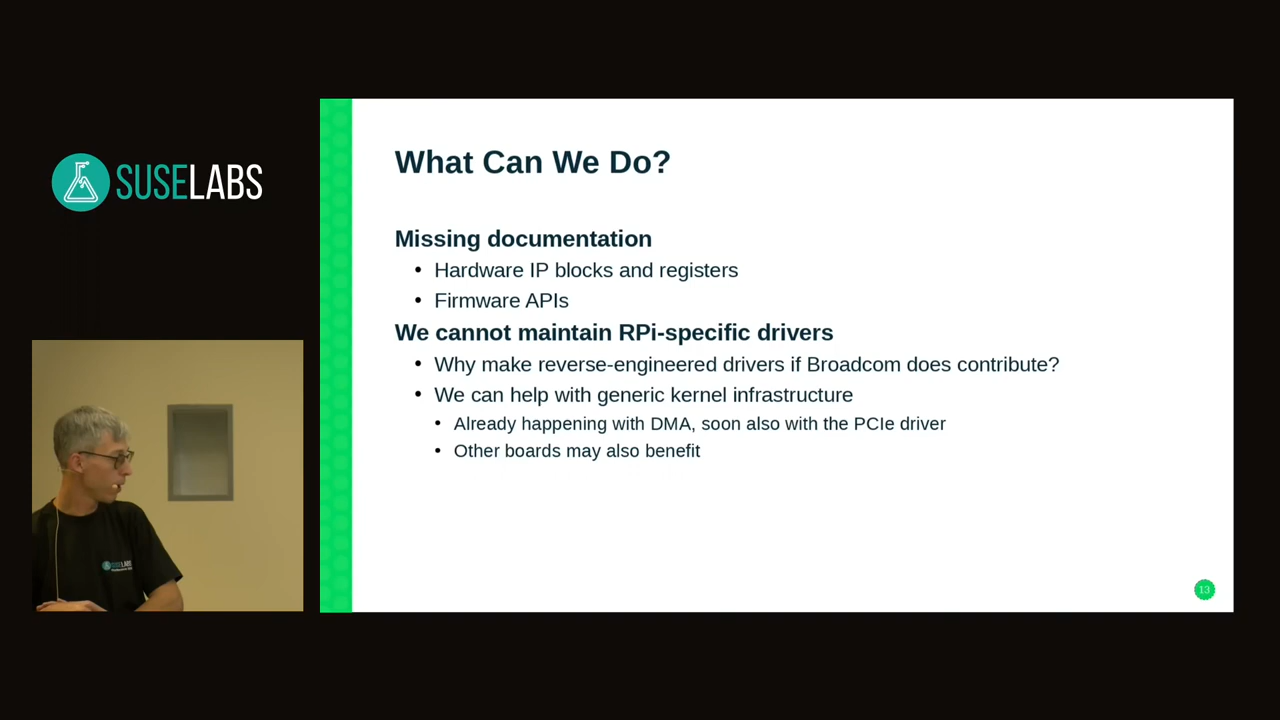 SUSELABS
What Can We Do?
Missing documentation
• Hardware IP blocks and registers
• Firmware APIs
We cannot maintain RPi-specific drivers
• Why make reverse-engineered drivers if Broadcom does contribute?
• We can help with generic kernel infrastructure
• Already happening with DMA, soon also with the PCIe driver
• Other boards may also benefit
13
SUSELABS